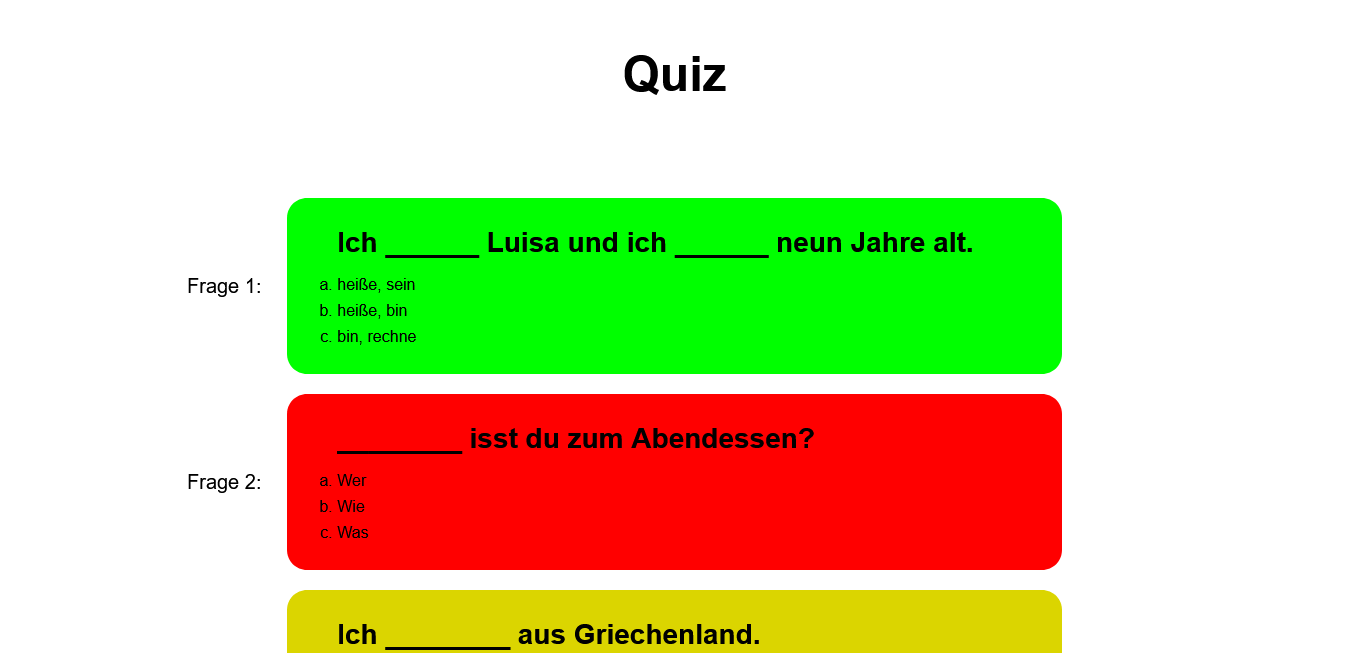 Quiz
Frage 1:
Ich ______ Luisa und ich ______ neun Jahre alt.
a. heiße, sein
b. heiße, bin
c. bin, rechne
Frage 2:
________ isst du zum Abendessen?
a. Wer
b. Wie
c. Was
Ich ________ aus Griechenland.